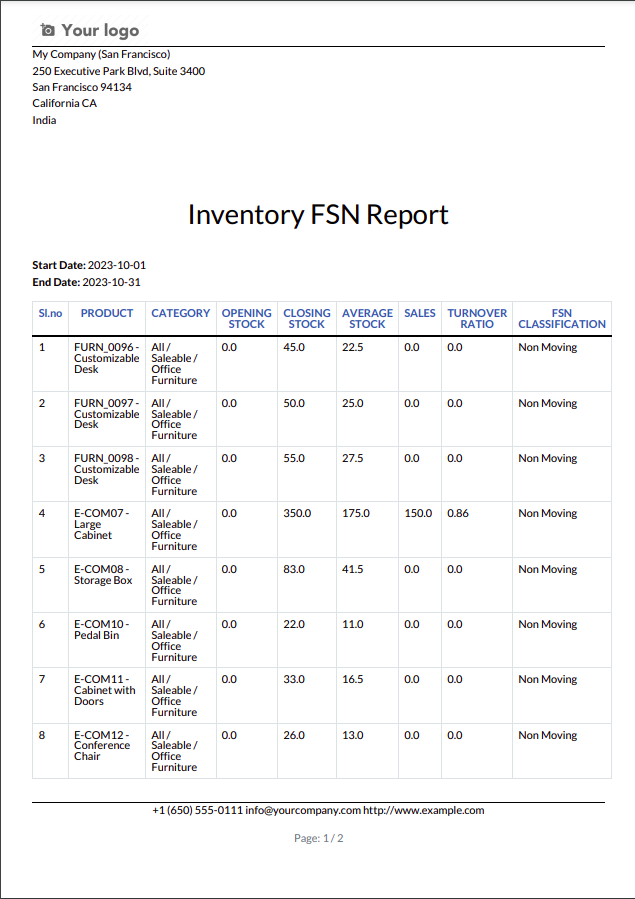 Your logo
My Company (San Francisco)
250 Executive Park Blvd, Suite 3400
San Francisco 94134
California CA
India
Inventory FSN Report
Start Date: 2023-10-01
End Date: 2023-10-31
Sl.no PRODUCT CATEGORY OPENING CLOSING AVERAGE SALES TURNOVER FSN
STOCK STOCK STOCK RATIO CLASSIFICATION
1 FURN_0096 - All / 0.0 45.0 22.5 0.0 0.0 Non Moving
Customizable Saleable /
Desk Office
Furniture
2 FURN_0097 - All / 0.0 50.0 25.0 0.0 0.0 Non Moving
Customizable Saleable /
Desk Office
Furniture
3 FURN_0098 - All / 0.0 55.0 27.5 0.0 0.0 Non Moving
Customizable Saleable /
Desk Office
Furniture
4 E-COM07 - All / 0.0 350.0 175.0 150.0 0.86 Non Moving
Large Saleable /
Cabinet Office
Furniture
5 E-COM08 - All / 0.0 83.0 41.5 0.0 0.0 Non Moving
Storage Box Saleable /
Office
Furniture
6 E-COM10 - All / 0.0 22.0 11.0 0.0 0.0 Non Moving
Pedal Bin Saleable /
Office
Furniture
7 E-COM11 - All / 0.0 33.0 16.5 0.0 0.0 Non Moving
Cabinet with Saleable /
Doors Office
Furniture
8 E-COM12 - All / 0.0 26.0 13.0 0.0 0.0 Non Moving
Conference Saleable /
Chair Office
Furniture
+1 (650) 555-0111 info@yourcompany.com http://www.example.com
Page: 1 / 2